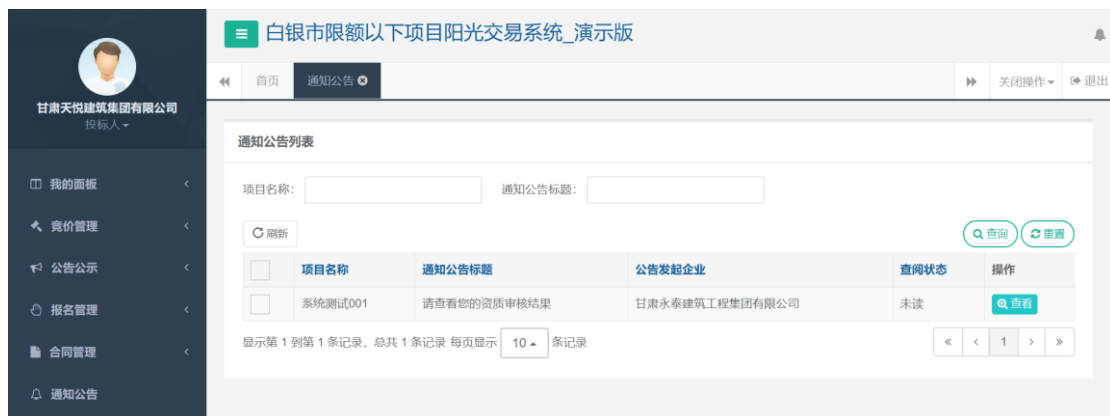 白银市限额以下项目阳光交易系统_演示版
首页 通知公告 关闭操作 退出
甘肃天悦建筑集团有限公司
投标人
我的面板
竞价管理
公告公示
报名管理
合同管理
通知公告
通知公告列表
项目名称: 通知公告标题:
刷新 查询 重置
项目名称 通知公告标题 公告发起企业 查阅状态 操作
系统测试001 请查看您的资质审核结果 甘肃永泰建筑工程集团有限公司 未读 查看
显示第 1 到第 1 条记录，总共 1 条记录 每页显示 10 条记录 « ‹ 1 › »